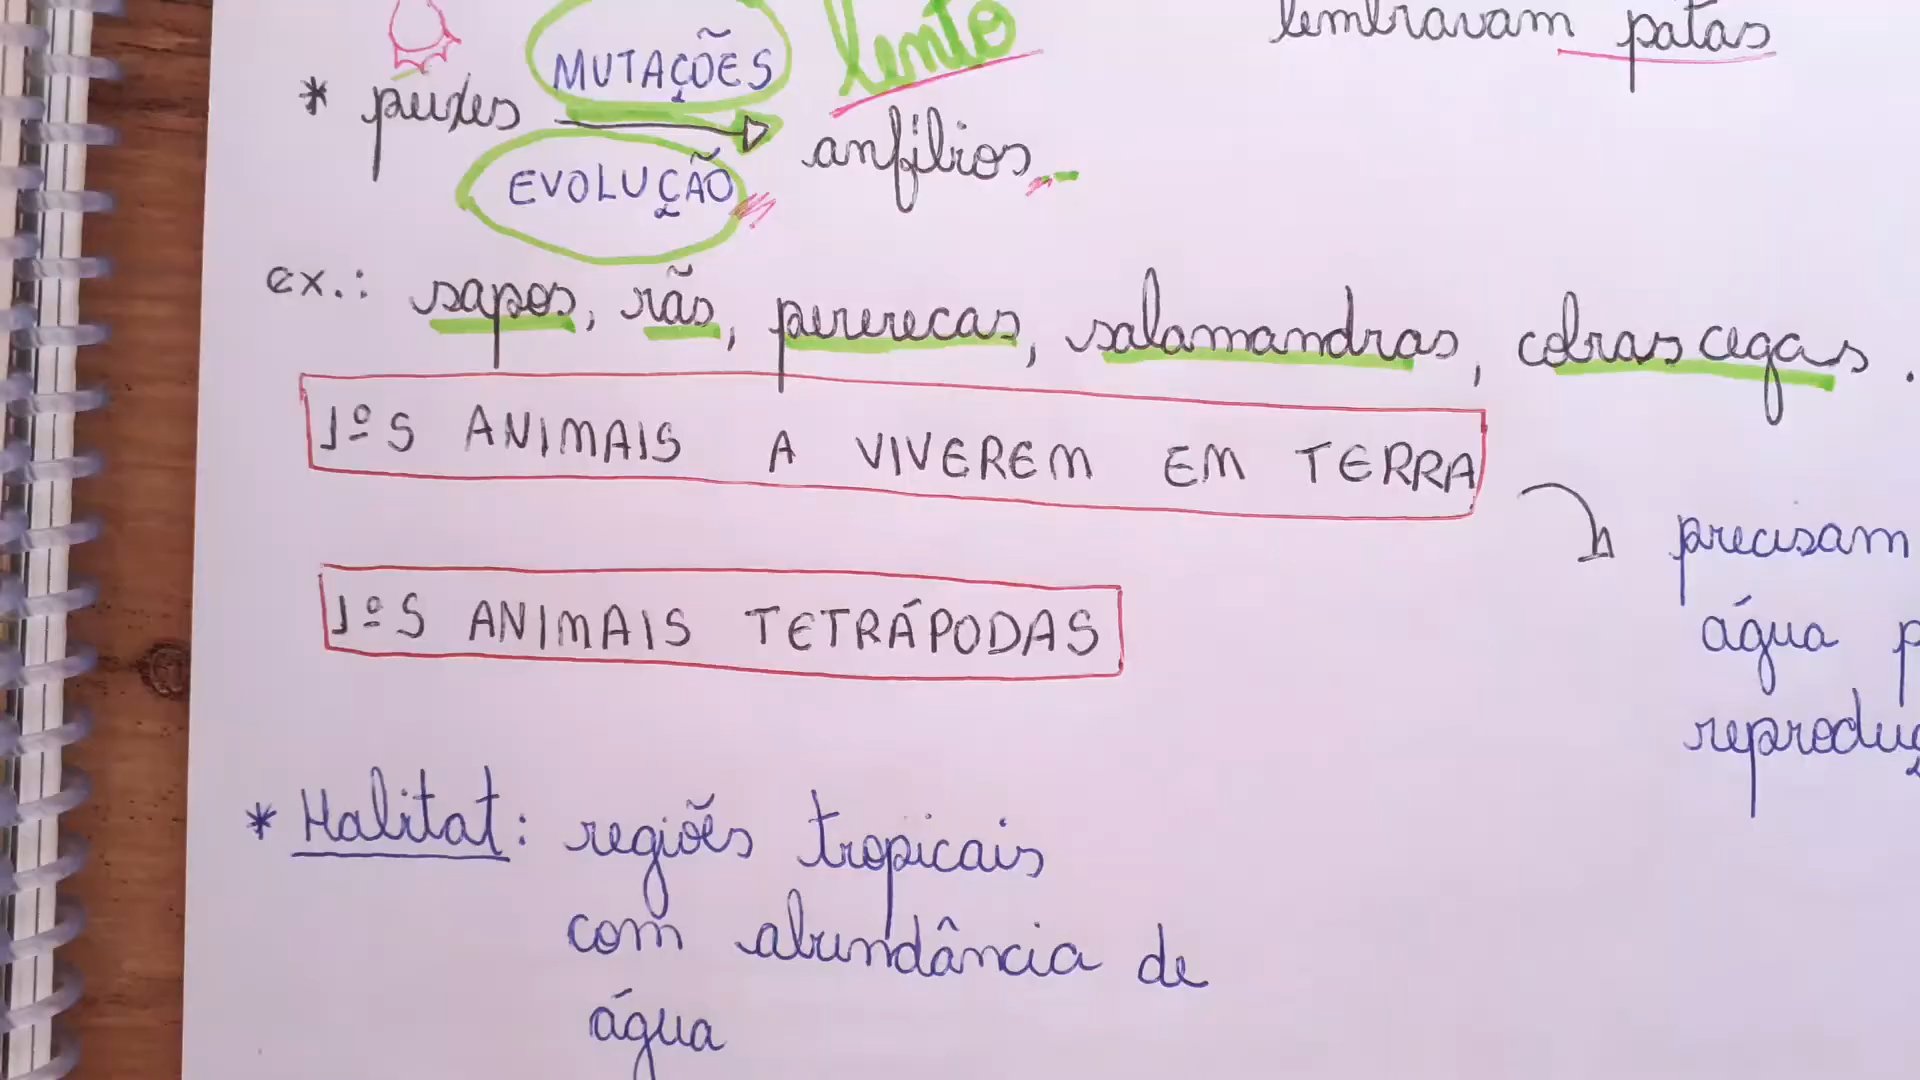 lembravam patas
MUTAÇÕES lento
* peixes → anfíbios
EVOLUÇÃO
ex.: sapos, rãs, pererecas, salamandras, cobras cegas.
1ºS ANIMAIS A VIVEREM EM TERRA
precisam
1ºS ANIMAIS TETRÁPODAS
água p
reproduç
* Habitat: regiões tropicais
com abundância de
água